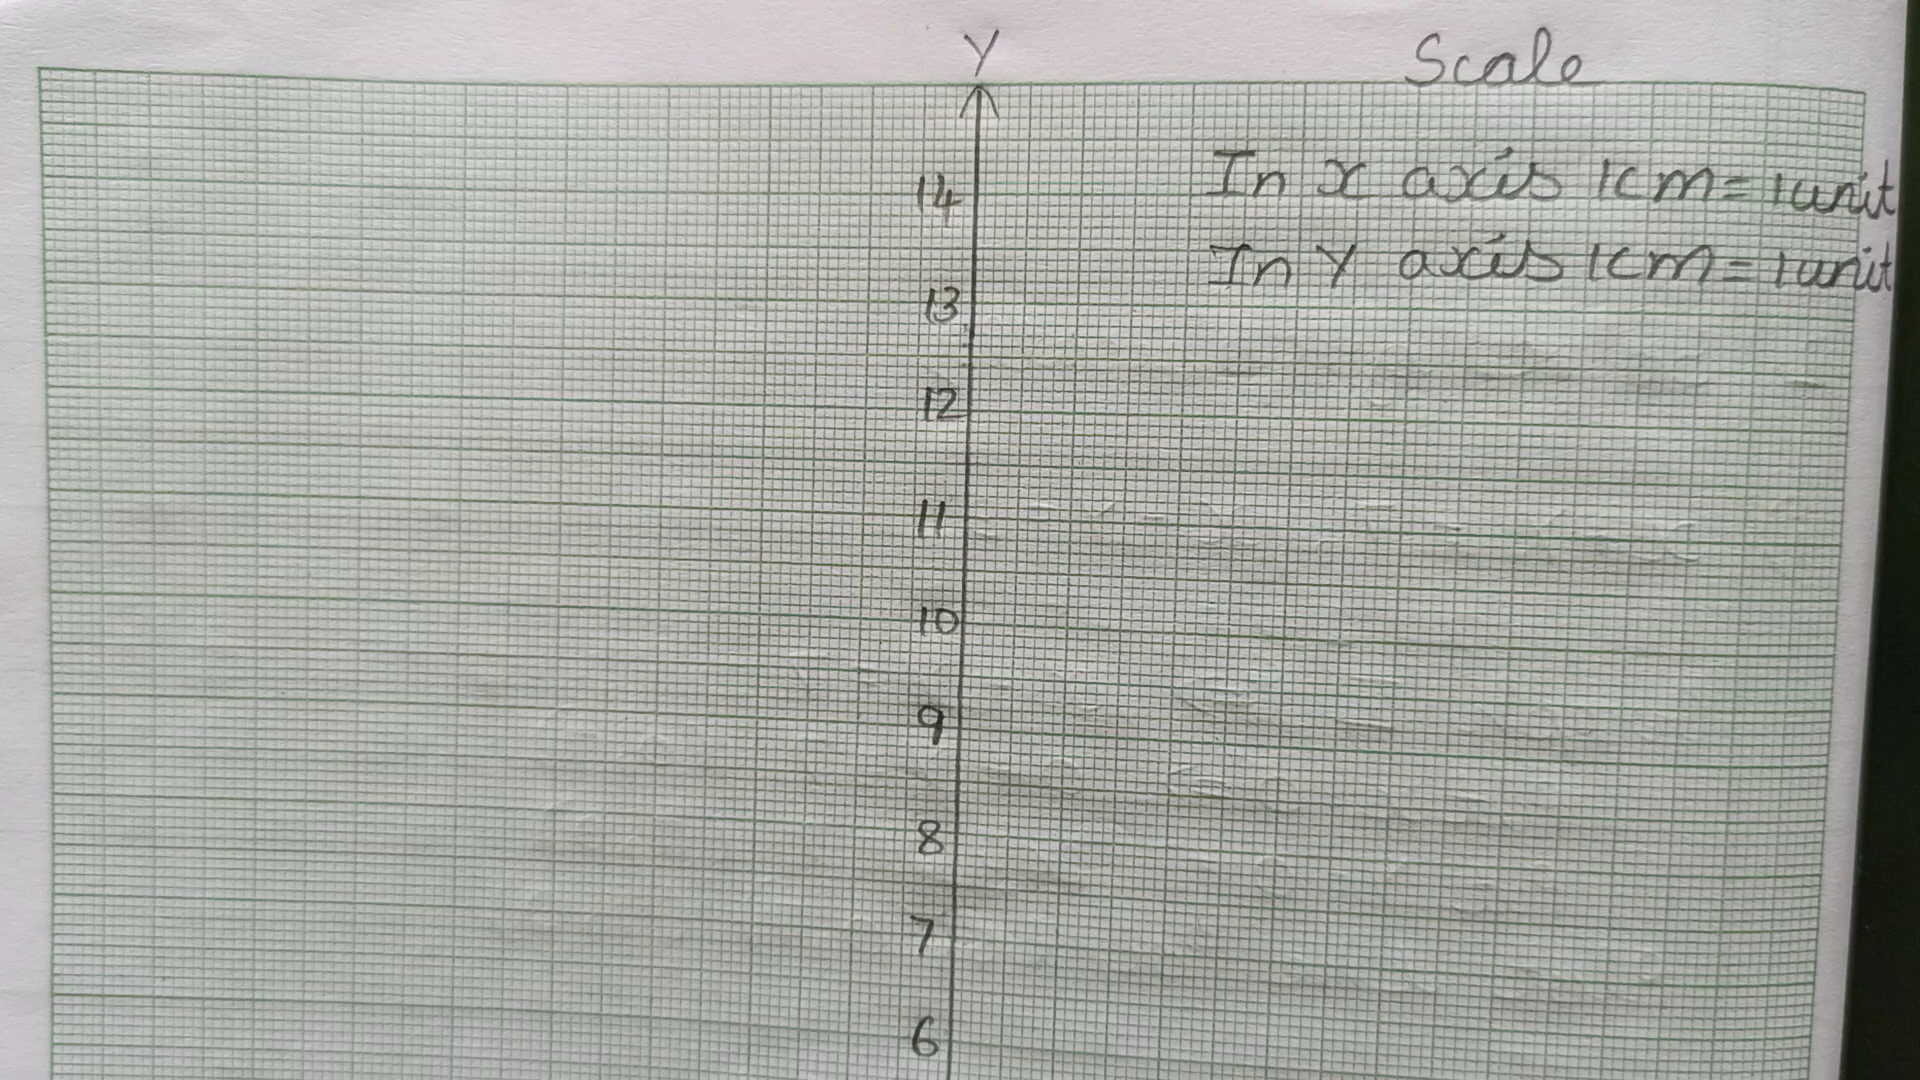 Y
Scale
In x axis 1cm = 1unit
In Y axis 1cm = 1unit
14
13
12
11
10
9
8
7
6